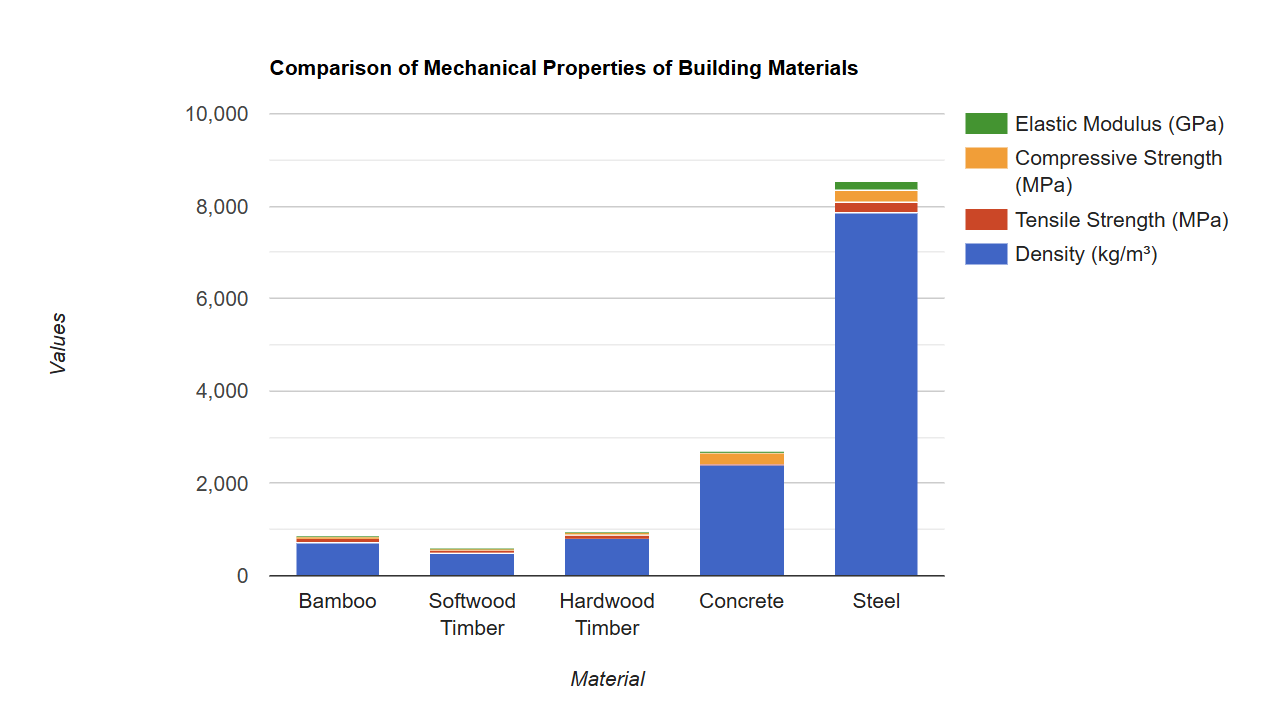 Comparison of Mechanical Properties of Building Materials
10,000
8,000
6,000
4,000
2,000
0
Values
Bamboo
Softwood
Timber
Hardwood
Timber
Concrete
Steel
Material
Elastic Modulus (GPa)
Compressive Strength
(MPa)
Tensile Strength (MPa)
Density (kg/m³)